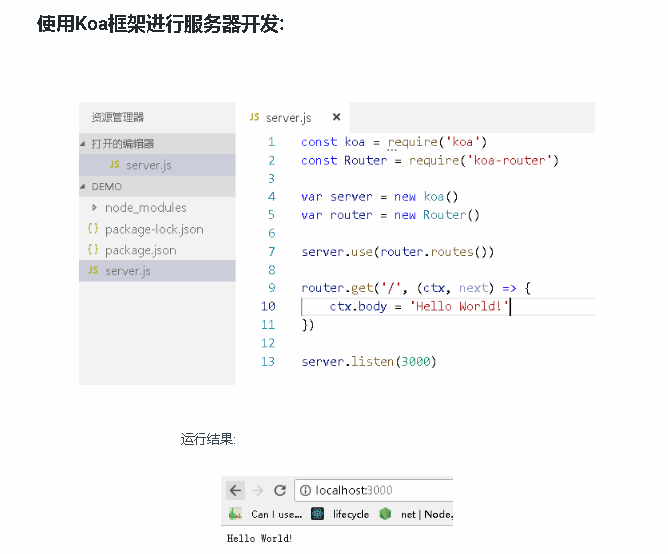 使用Koa框架进行服务器开发:
资源管理器
打开的编辑器
JS server.js
DEMO
node_modules
{} package-lock.json
{} package.json
JS server.js
JS server.js ×
1 const koa = require('koa')
2 const Router = require('koa-router')
3
4 var server = new koa()
5 var router = new Router()
6
7 server.use(router.routes())
8
9 router.get('/', (ctx, next) => {
10 ctx.body = 'Hello World!'
11 })
12
13 server.listen(3000)
运行结果:
localhost:3000
Can I use... lifecycle net | Node.
Hello World!